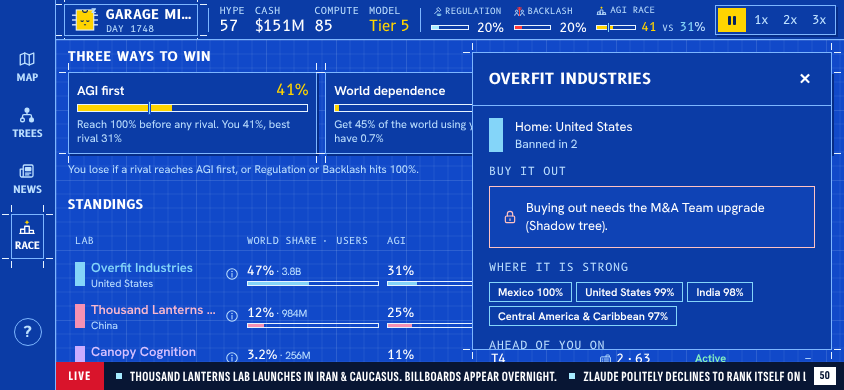 GARAGE MI...
DAY 1748
HYPE
57
CASH
$151M
COMPUTE
85
MODEL
Tier 5
REGULATION
20%
BACKLASH
20%
AGI RACE
41 VS 31%
1x 2x 3x
MAP
TREES
NEWS
RACE
?
THREE WAYS TO WIN
AGI first 41%
Reach 100% before any rival. You 41%, best
rival 31%
World dependence
Get 45% of the world using
have 0.7%
You lose if a rival reaches AGI first, or Regulation or Backlash hits 100%.
STANDINGS
LAB WORLD SHARE · USERS AGI
Overfit Industries
United States
47% · 3.8B 31%
Thousand Lanterns ...
China
12% · 984M 25%
Canopy Cognition
3.2% · 256M 11%
OVERFIT INDUSTRIES
Home: United States
Banned in 2
BUY IT OUT
Buying out needs the M&A Team upgrade
(Shadow tree).
WHERE IT IS STRONG
Mexico 100% United States 99% India 98%
Central America & Caribbean 97%
AHEAD OF YOU ON
T4 2 · 63 Active –
LIVE
THOUSAND LANTERNS LAB LAUNCHES IN IRAN & CAUCASUS. BILLBOARDS APPEAR OVERNIGHT. ZLAUDE POLITELY DECLINES TO RANK ITSELF ON
50